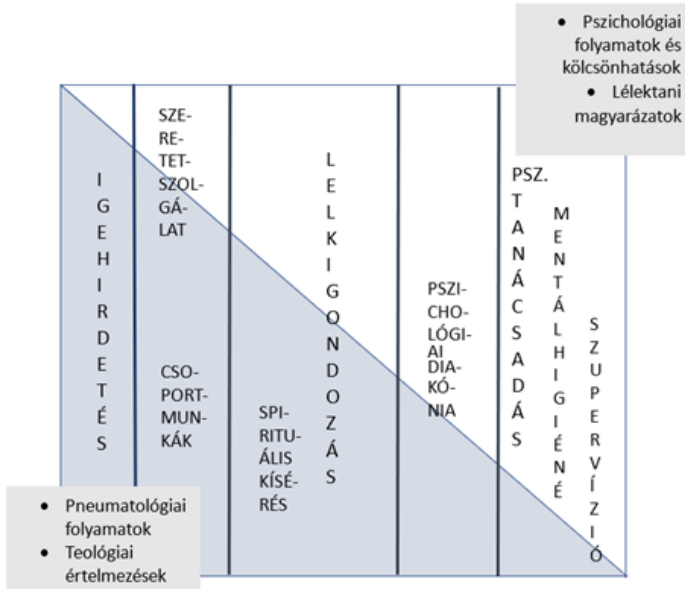 • Pszichológiai
folyamatok és
kölcsönhatások
• Lélektani
magyarázatok
IGEHIRDETÉS
SZE-
RE-
TET-
SZOL-
GÁ-
LAT
CSO-
PORT-
MUN-
KÁK
SPI-
RITU-
ÁLIS
KÍSÉ-
RÉS
LELKIGONDOZÁS
PSZI-
CHO-
LÓGI-
AI
DIA-
KÓ-
NIA
PSZ.
TANÁCSADÁS
MENTÁLHIGIÉNÉ
SZUPERVÍZIÓ
• Pneumatológiai
folyamatok
• Teológiai
értelmezések